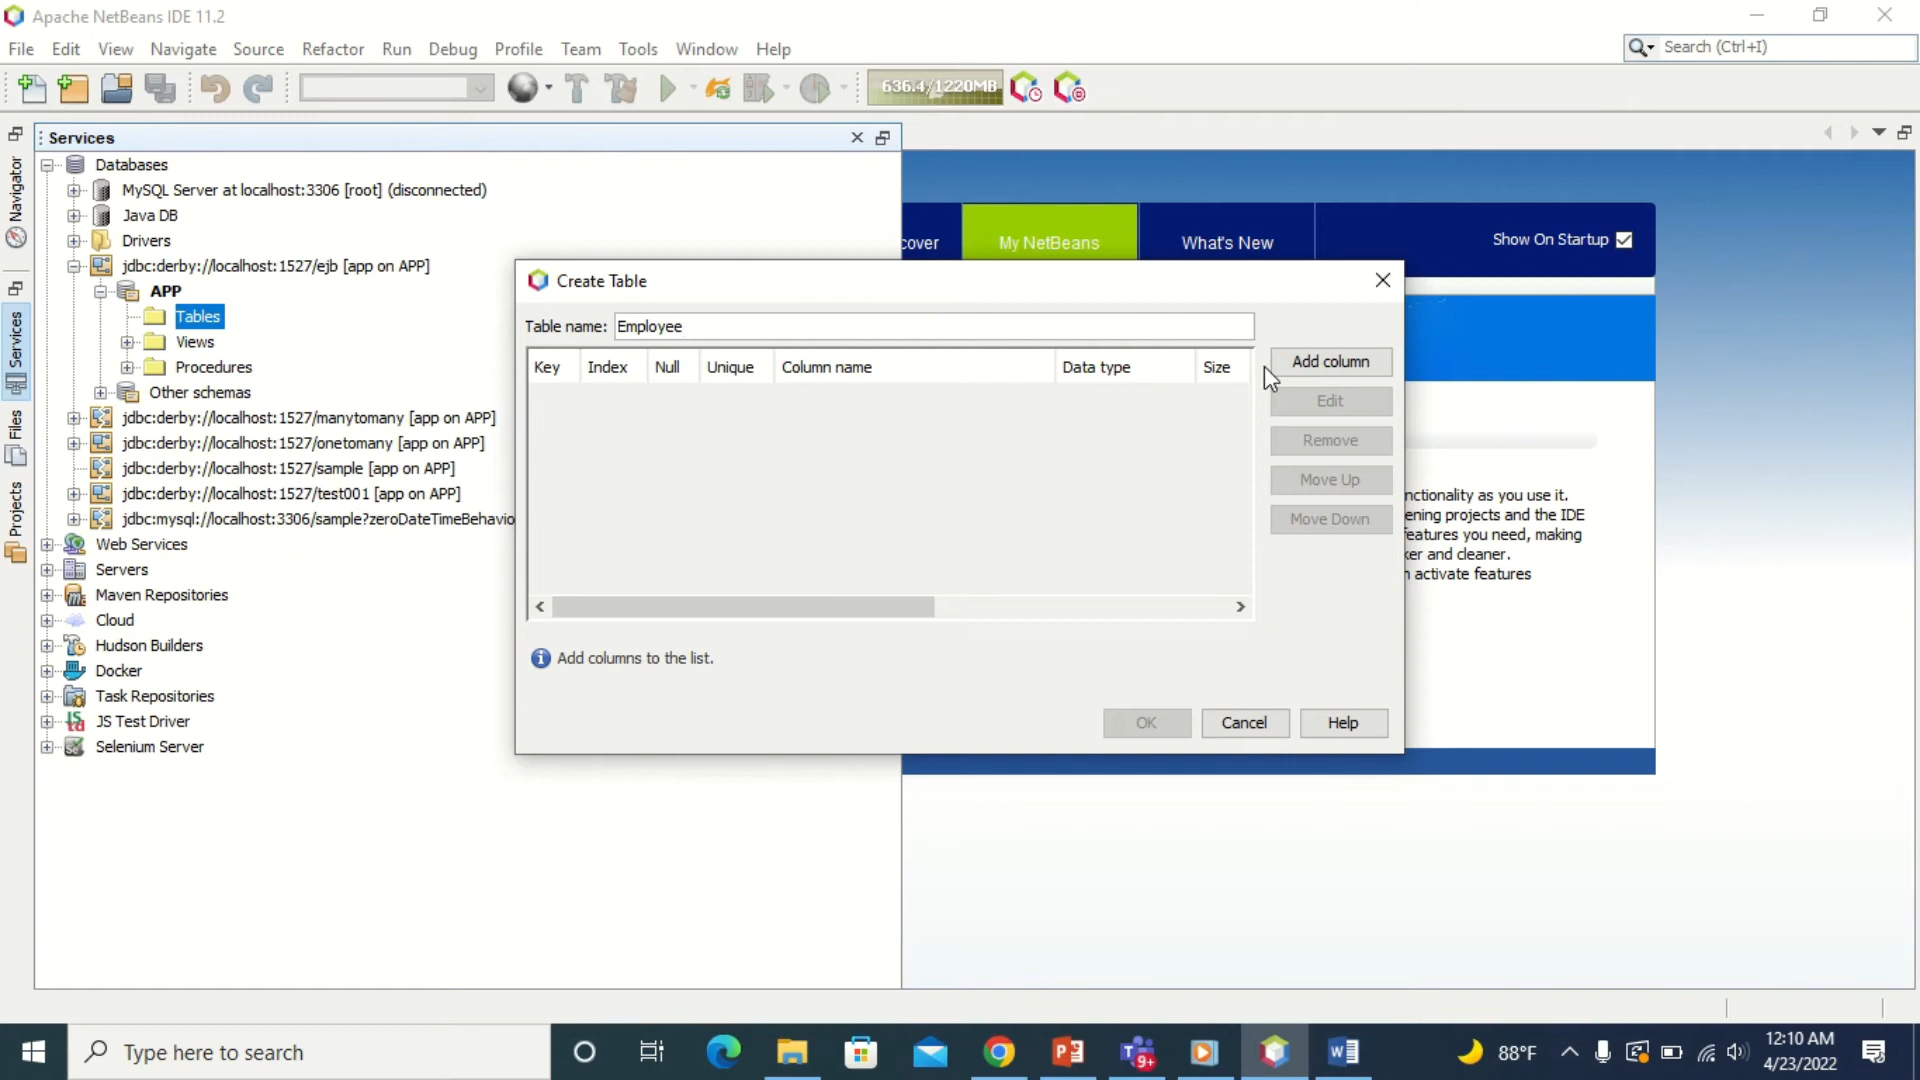 Apache NetBeans IDE 11.2
File Edit View Navigate Source Refactor Run Debug Profile Team Tools Window Help
Search (Ctrl+I)
636.4/1220MB
Services
Navigator
Services
Files
Projects
Databases
MySQL Server at localhost:3306 [root] (disconnected)
Java DB
Drivers
jdbc:derby://localhost:1527/ejb [app on APP]
APP
Tables
Views
Procedures
Other schemas
jdbc:derby://localhost:1527/manytomany [app on APP]
jdbc:derby://localhost:1527/onetomany [app on APP]
jdbc:derby://localhost:1527/sample [app on APP]
jdbc:derby://localhost:1527/test001 [app on APP]
jdbc:mysql://localhost:3306/sample?zeroDateTimeBehavio
Web Services
Servers
Maven Repositories
Cloud
Hudson Builders
Docker
Task Repositories
JS Test Driver
Selenium Server
cover My NetBeans What's New Show On Startup
Create Table
Table name: Employee
Key Index Null Unique Column name Data type Size
Add column
Edit
Remove
Move Up
Move Down
Add columns to the list.
OK Cancel Help
nctionality as you use it.
ening projects and the IDE
features you need, making
ker and cleaner.
activate features
Type here to search
9+
88°F
12:10 AM
4/23/2022